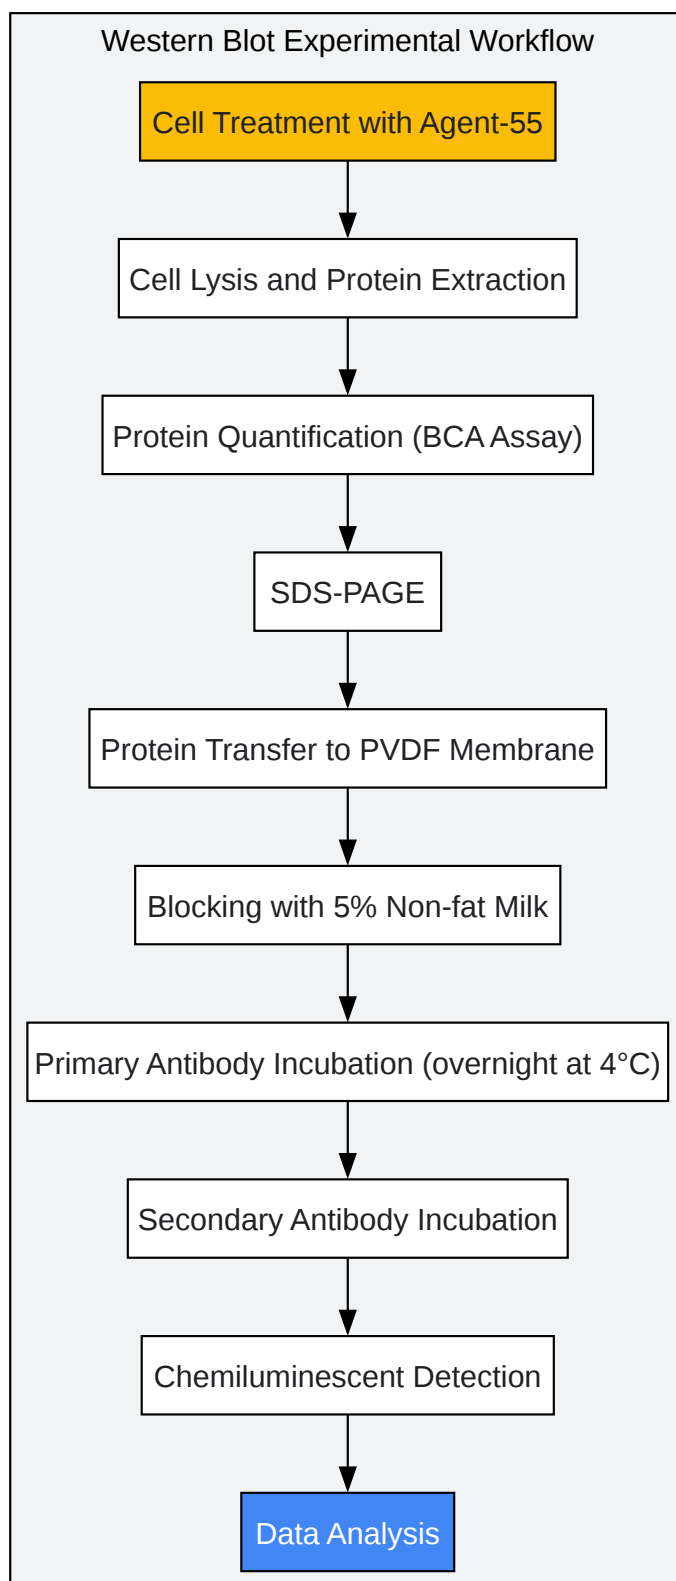 Western Blot Experimental Workflow
Cell Treatment with Agent-55
Cell Lysis and Protein Extraction
Protein Quantification (BCA Assay)
SDS-PAGE
Protein Transfer to PVDF Membrane
Blocking with 5% Non-fat Milk
Primary Antibody Incubation (overnight at 4°C)
Secondary Antibody Incubation
Chemiluminescent Detection
Data Analysis